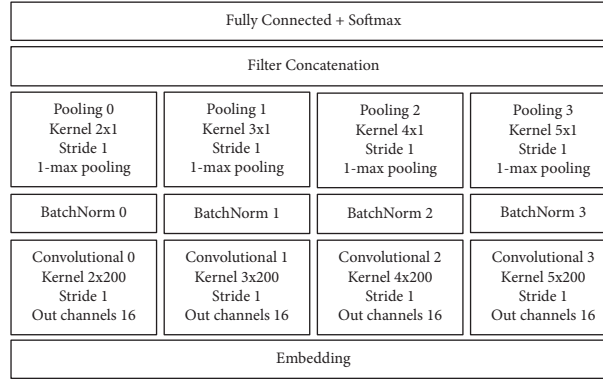 Fully Connected + Softmax
Filter Concatenation
Pooling 0
Kernel 2x1
Stride 1
1-max pooling
Pooling 1
Kernel 3x1
Stride 1
1-max pooling
Pooling 2
Kernel 4x1
Stride 1
1-max pooling
Pooling 3
Kernel 5x1
Stride 1
1-max pooling
BatchNorm 0
BatchNorm 1
BatchNorm 2
BatchNorm 3
Convolutional 0
Kernel 2x200
Stride 1
Out channels 16
Convolutional 1
Kernel 3x200
Stride 1
Out channels 16
Convolutional 2
Kernel 4x200
Stride 1
Out channels 16
Convolutional 3
Kernel 5x200
Stride 1
Out channels 16
Embedding